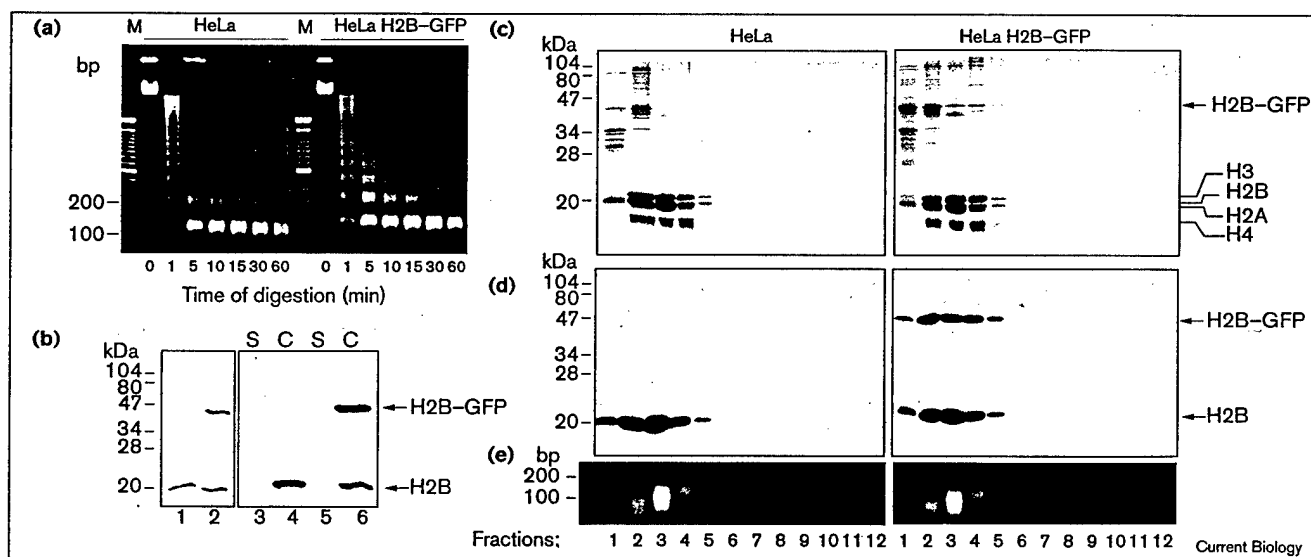 (a)
M HeLa M HeLa H2B–GFP
bp
200
100
0 1 5 10 15 30 60 0 1 5 10 15 30 60
Time of digestion (min)
(b)
S C S C
kDa
104
80
47
34
28
20
H2B–GFP
H2B
1 2 3 4 5 6
(c)
HeLa HeLa H2B–GFP
kDa
104
80
47
34
28
20
H2B–GFP
H3
H2B
H2A
H4
(d)
kDa
104
80
47
34
28
20
H2B–GFP
H2B
(e)
bp
200
100
Fractions; 1 2 3 4 5 6 7 8 9 10 11 12 1 2 3 4 5 6 7 8 9 10 11 12
Current Biology